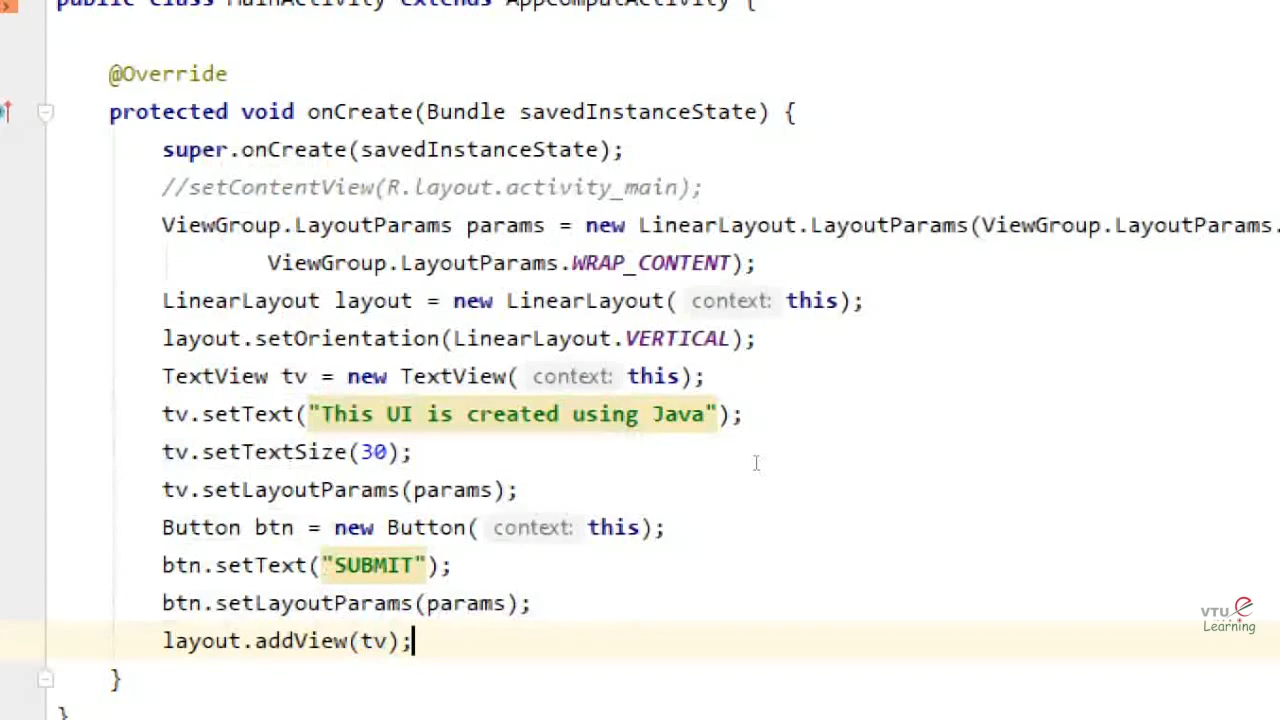 public class MainActivity extends AppCompatActivity {
@Override
protected void onCreate(Bundle savedInstanceState) {
super.onCreate(savedInstanceState);
//setContentView(R.layout.activity_main);
ViewGroup.LayoutParams params = new LinearLayout.LayoutParams(ViewGroup.LayoutParams.
ViewGroup.LayoutParams.WRAP_CONTENT);
LinearLayout layout = new LinearLayout( context: this);
layout.setOrientation(LinearLayout.VERTICAL);
TextView tv = new TextView( context: this);
tv.setText("This UI is created using Java");
tv.setTextSize(30);
tv.setLayoutParams(params);
Button btn = new Button( context: this);
btn.setText("SUBMIT");
btn.setLayoutParams(params);
layout.addView(tv);
}
}
VTU e
Learning